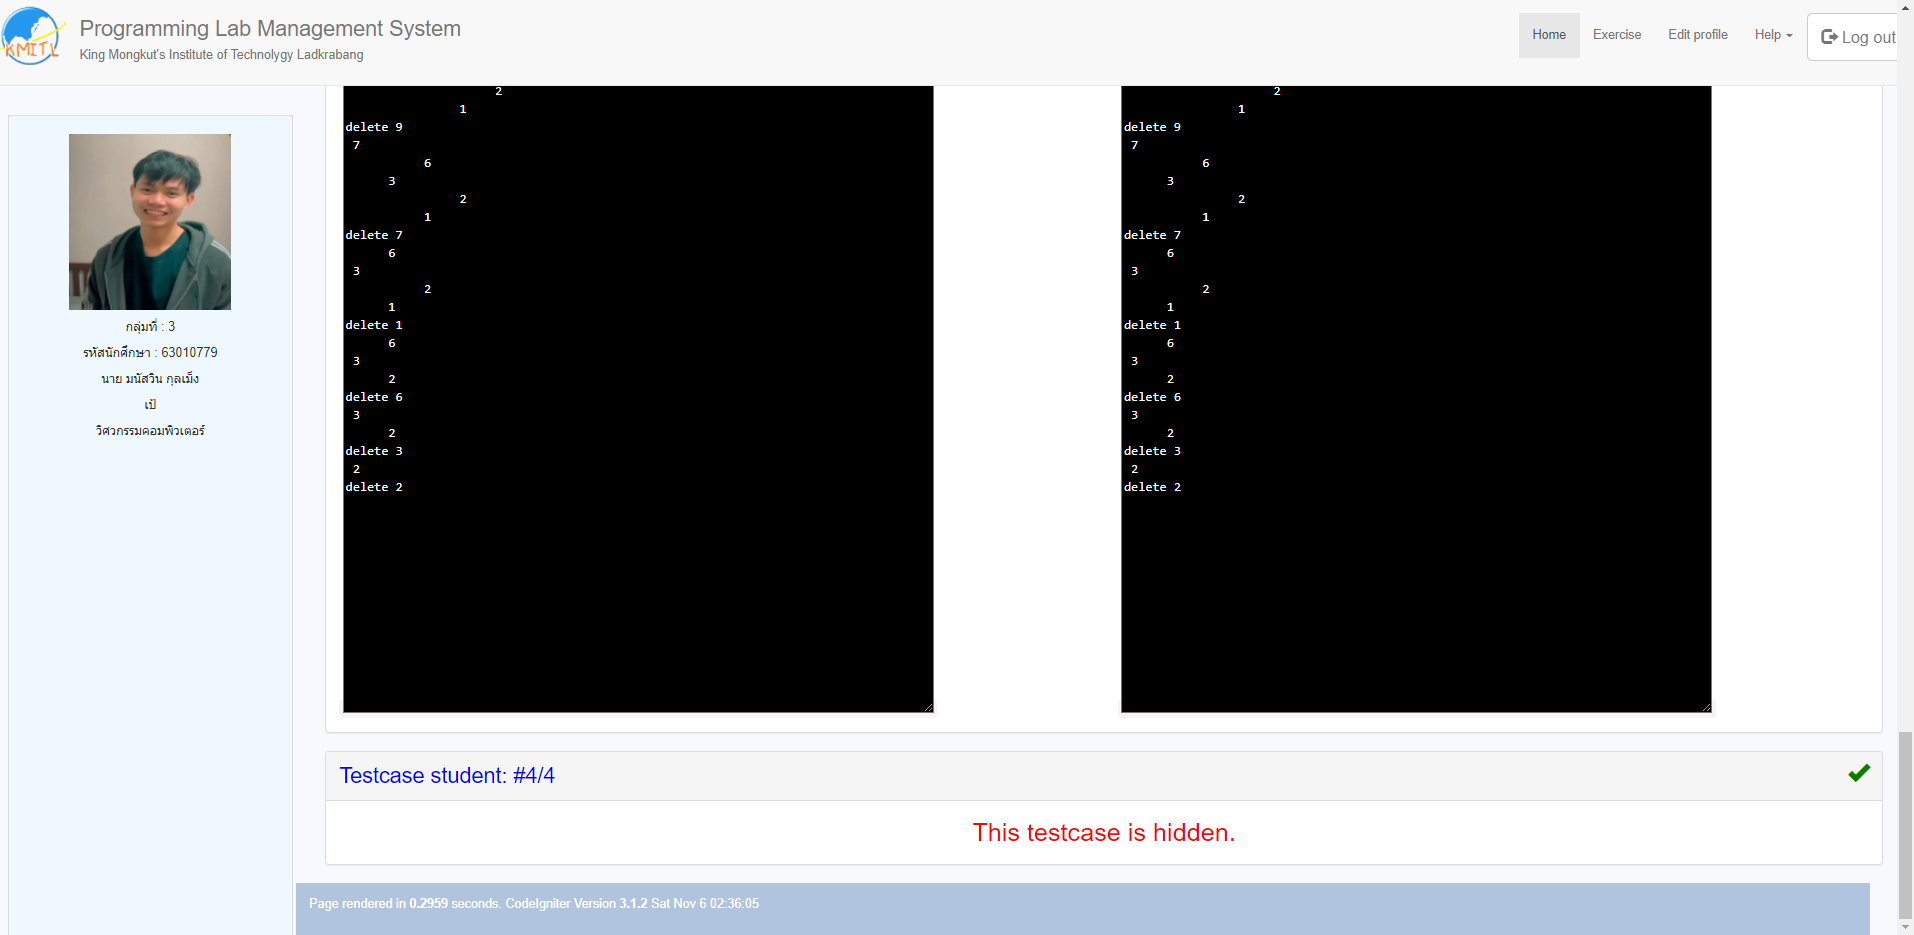 KMITL
Programming Lab Management System
King Mongkut's Institute of Technolygy Ladkrabang
Home
Exercise
Edit profile
Help
Log out
กลุ่มที่ : 3
รหัสนักศึกษา : 63010779
นาย มนัสวิน กุลเม็ง
เป้
วิศวกรรมคอมพิวเตอร์
2
1
delete 9
7
6
3
2
1
delete 7
6
3
2
1
delete 1
6
3
2
delete 6
3
2
delete 3
2
delete 2
2
1
delete 9
7
6
3
2
1
delete 7
6
3
2
1
delete 1
6
3
2
delete 6
3
2
delete 3
2
delete 2
Testcase student: #4/4
This testcase is hidden.
Page rendered in 0.2959 seconds. CodeIgniter Version 3.1.2 Sat Nov 6 02:36:05